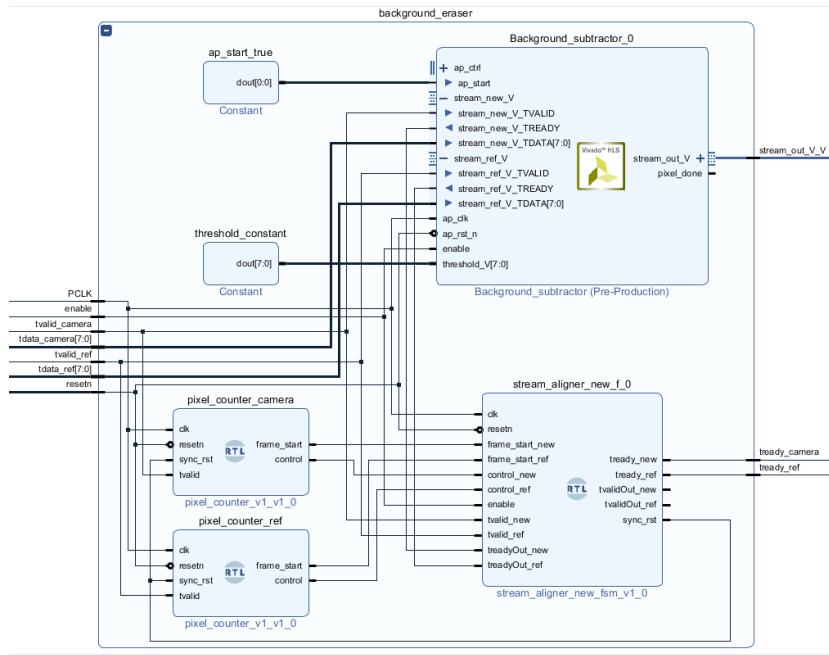 background_eraser
ap_start_true
dout[0:0]
Constant
threshold_constant
dout[7:0]
Constant
Background_subtractor_0
ap_ctrl
ap_start
stream_new_V
stream_new_V_TVALID
stream_new_V_TREADY
stream_new_V_TDATA[7:0]
stream_ref_V
stream_ref_V_TVALID
stream_ref_V_TREADY
stream_ref_V_TDATA[7:0]
ap_clk
ap_rst_n
enable
threshold_V[7:0]
Vivado™ HLS
stream_out_V
pixel_done
Background_subtractor (Pre-Production)
stream_out_V_V
PCLK
enable
tvalid_camera
tdata_camera[7:0]
tvalid_ref
tdata_ref[7:0]
resetn
pixel_counter_camera
clk
resetn
sync_rst
tvalid
RTL
frame_start
control
pixel_counter_v1_v1_0
pixel_counter_ref
clk
resetn
sync_rst
tvalid
RTL
frame_start
control
pixel_counter_v1_v1_0
stream_aligner_new_f_0
clk
resetn
frame_start_new
frame_start_ref
control_new
control_ref
enable
tvalid_new
tvalid_ref
treadyOut_new
treadyOut_ref
RTL
tready_new
tready_ref
tvalidOut_new
tvalidOut_ref
sync_rst
stream_aligner_new_fsm_v1_0
tready_camera
tready_ref